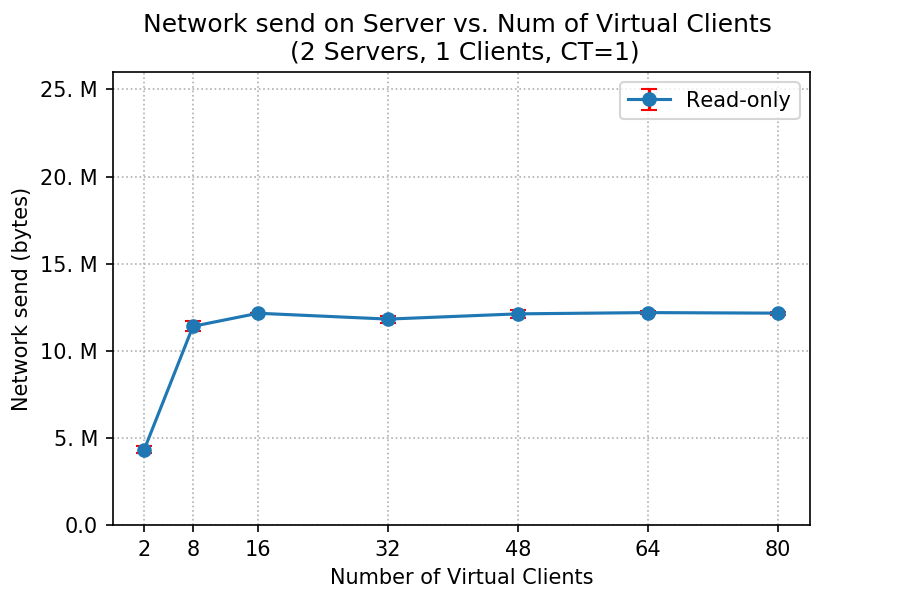 Network send on Server vs. Num of Virtual Clients
(2 Servers, 1 Clients, CT=1)
25. M
20. M
15. M
10. M
5. M
0.0
Network send (bytes)
Read-only
2 8 16 32 48 64 80
Number of Virtual Clients